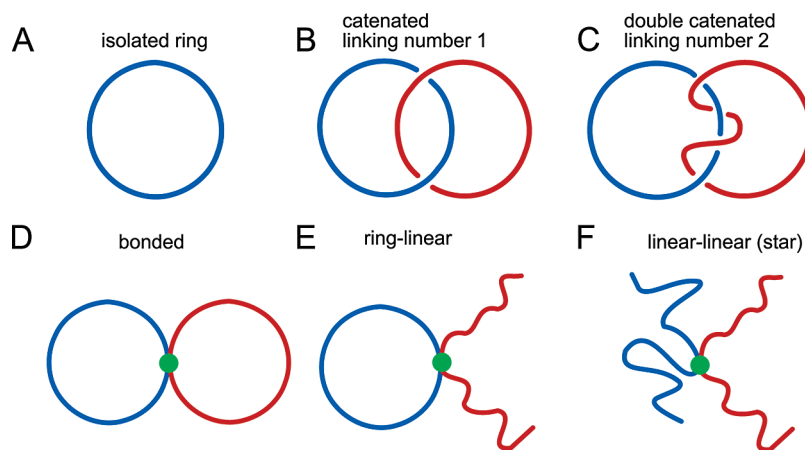 A
isolated ring
B
catenated
linking number 1
C
double catenated
linking number 2
D
bonded
E
ring-linear
F
linear-linear (star)